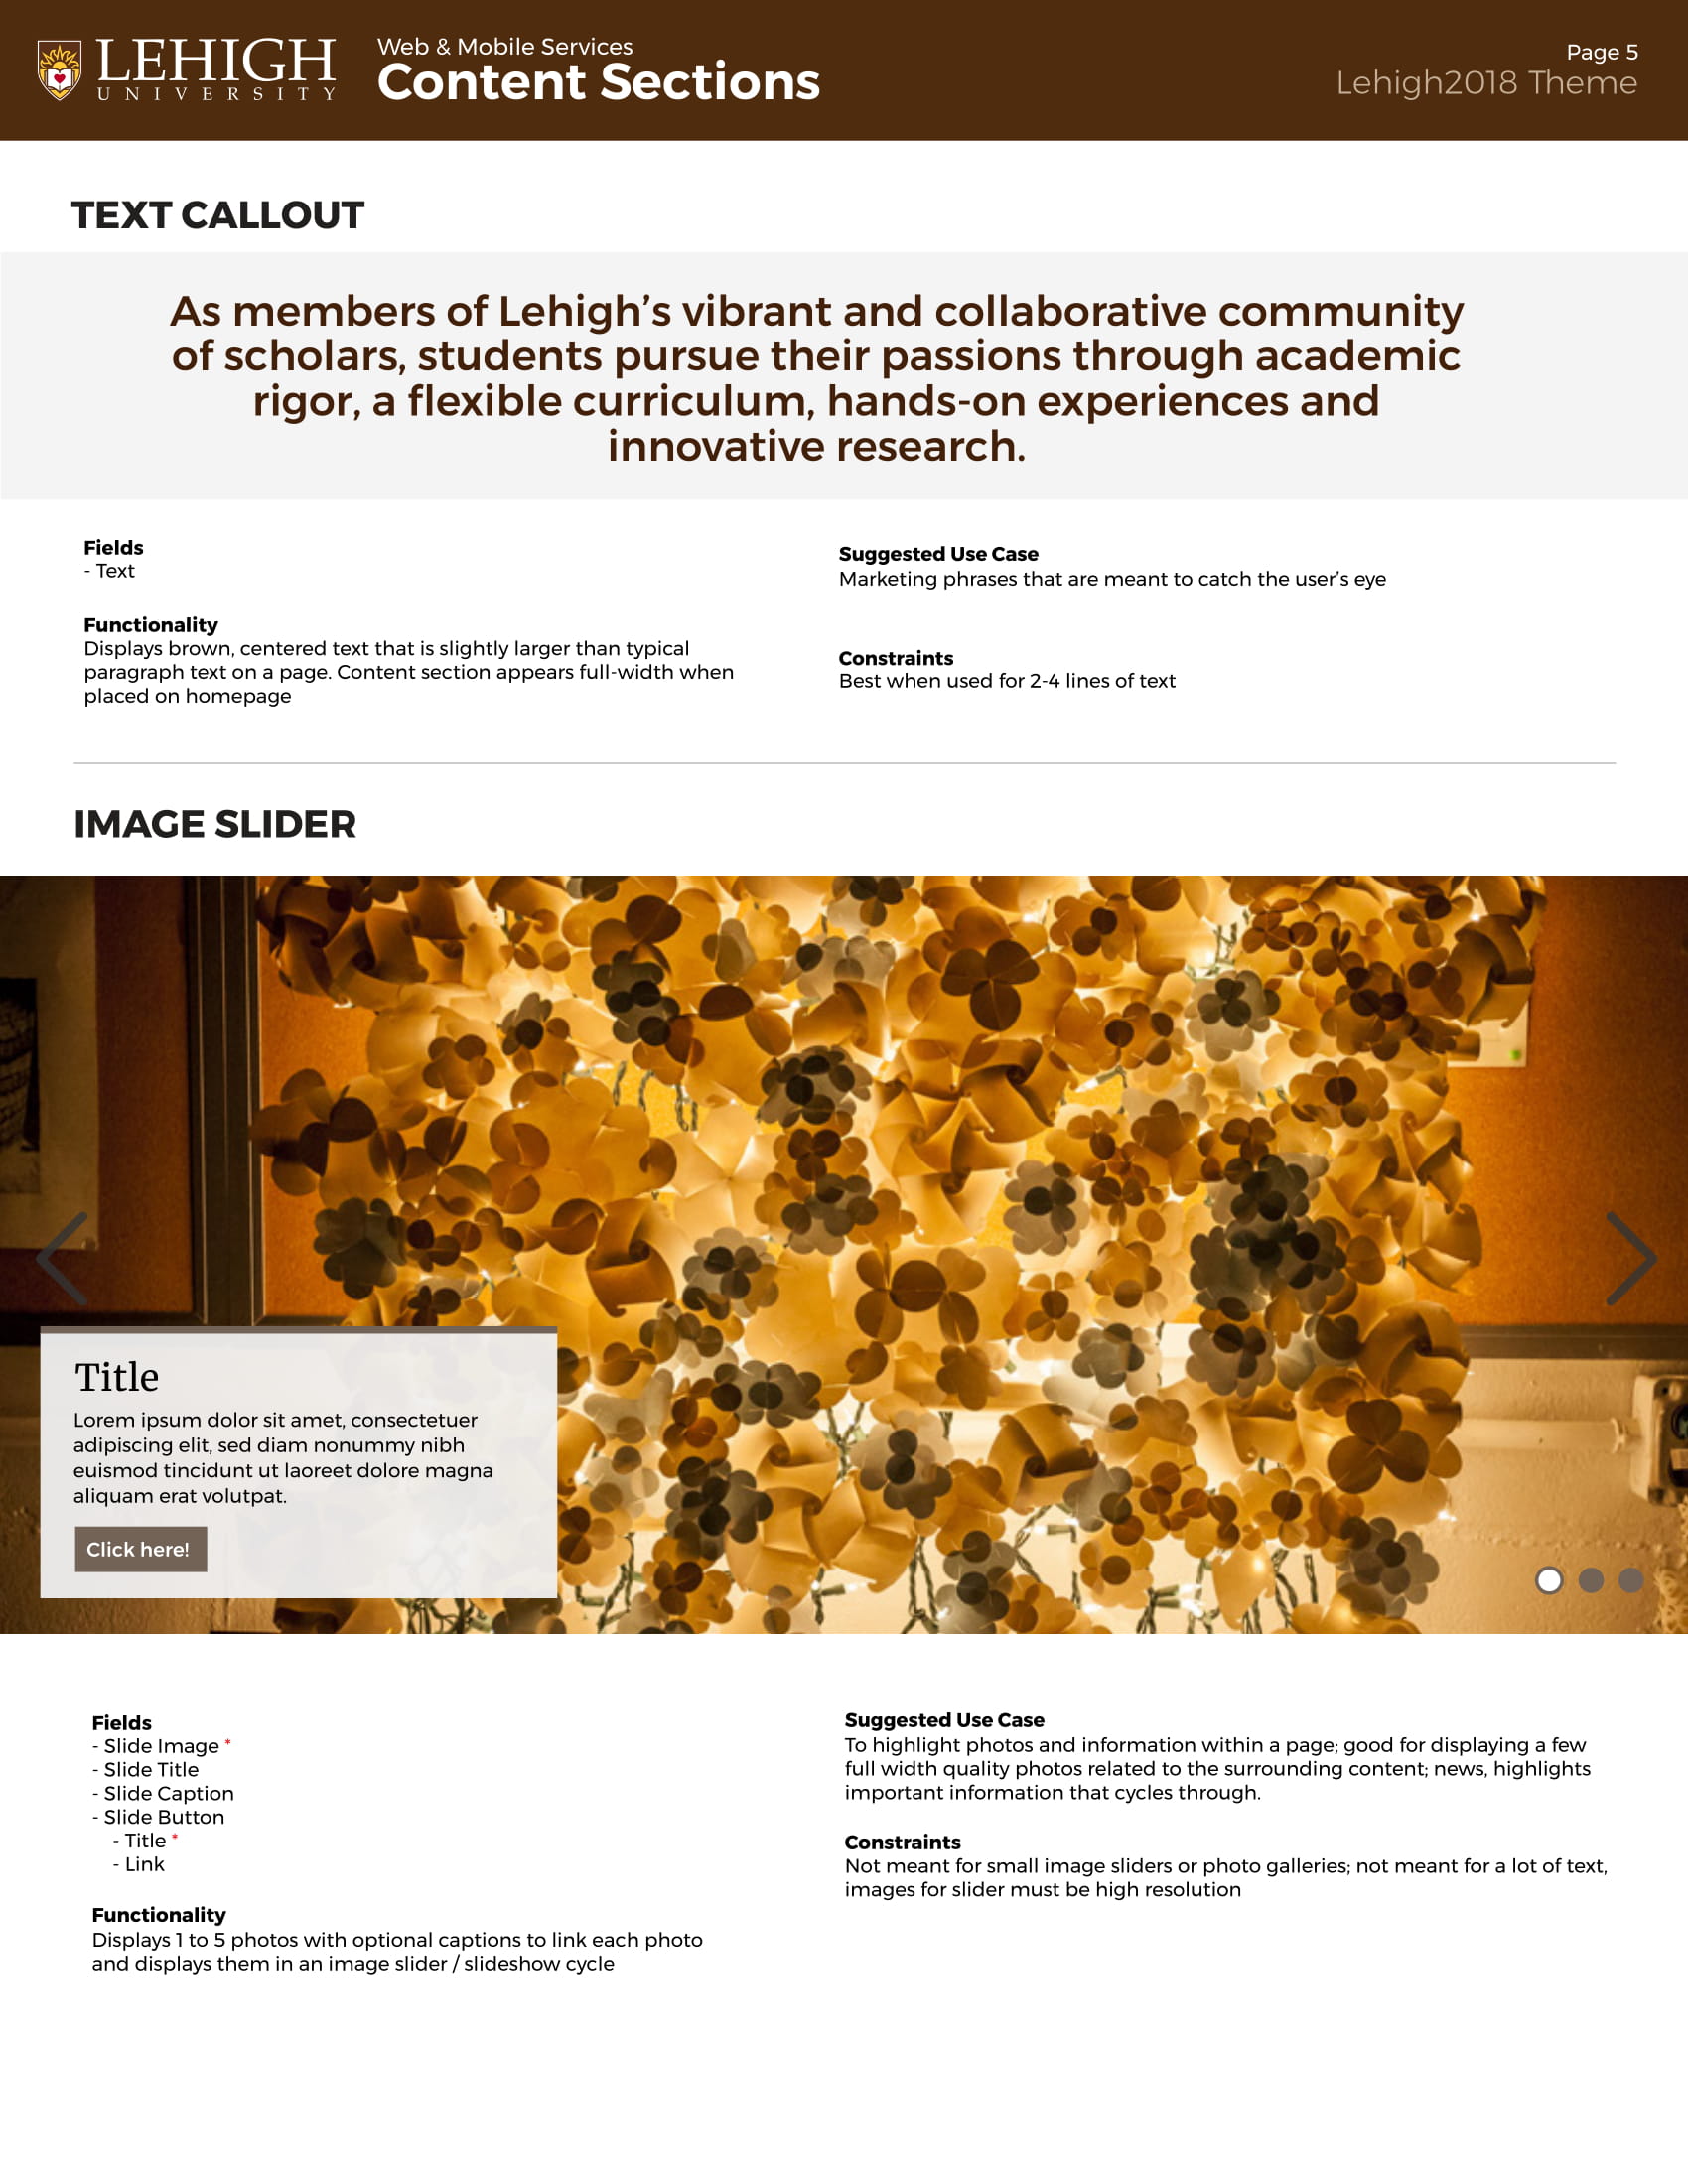 LEHIGH
UNIVERSITY
Web & Mobile Services
Content Sections
Page 5
Lehigh2018 Theme
TEXT CALLOUT
As members of Lehigh’s vibrant and collaborative community
of scholars, students pursue their passions through academic
rigor, a flexible curriculum, hands-on experiences and
innovative research.
Fields
- Text
Functionality
Displays brown, centered text that is slightly larger than typical
paragraph text on a page. Content section appears full-width when
placed on homepage
Suggested Use Case
Marketing phrases that are meant to catch the user’s eye
Constraints
Best when used for 2-4 lines of text
IMAGE SLIDER
Title
Lorem ipsum dolor sit amet, consectetuer
adipiscing elit, sed diam nonummy nibh
euismod tincidunt ut laoreet dolore magna
aliquam erat volutpat.
Click here!
Fields
- Slide Image *
- Slide Title
- Slide Caption
- Slide Button
- Title *
- Link
Functionality
Displays 1 to 5 photos with optional captions to link each photo
and displays them in an image slider / slideshow cycle
Suggested Use Case
To highlight photos and information within a page; good for displaying a few
full width quality photos related to the surrounding content; news, highlights
important information that cycles through.
Constraints
Not meant for small image sliders or photo galleries; not meant for a lot of text,
images for slider must be high resolution